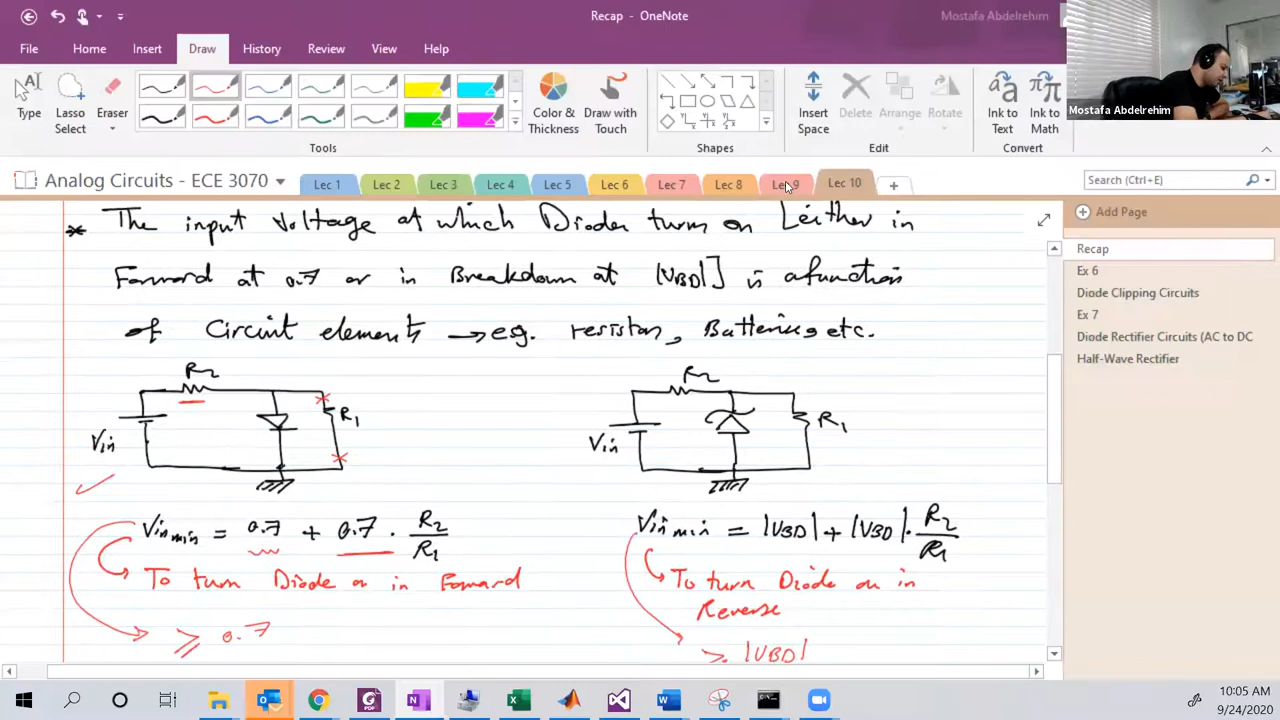 Recap - OneNote
Mostafa Abdelrehim
File Home Insert Draw History Review View Help
Type
Lasso Select
Eraser
Color & Thickness
Draw with Touch
Insert Space
Delete
Arrange
Rotate
Ink to Text
Ink to Math
Tools
Shapes
Edit
Convert
Mostafa Abdelrehim
Analog Circuits - ECE 3070
Lec 1 Lec 2 Lec 3 Lec 4 Lec 5 Lec 6 Lec 7 Lec 8 Lec 9 Lec 10 +
Search (Ctrl+E)
Add Page
Recap
Ex 6
Diode Clipping Circuits
Ex 7
Diode Rectifier Circuits (AC to DC
Half-Wave Rectifier
* The input voltage at which Diodes turns on [either in
Forward at 0.7 or in Breakdown at |VBD|] is a function
of Circuit elements → e.g. resistors, Batteries, etc.
R2
R1
Vin
R2
R1
Vin
Vin min = 0.7 + 0.7 . R2/R1
To turn Diode on in Forward
≥ 0.7
Vin min = |VBD| + |VBD| . R2/R1
To turn Diode on in
Reverse
≥ |VBD|
10:05 AM
9/24/2020